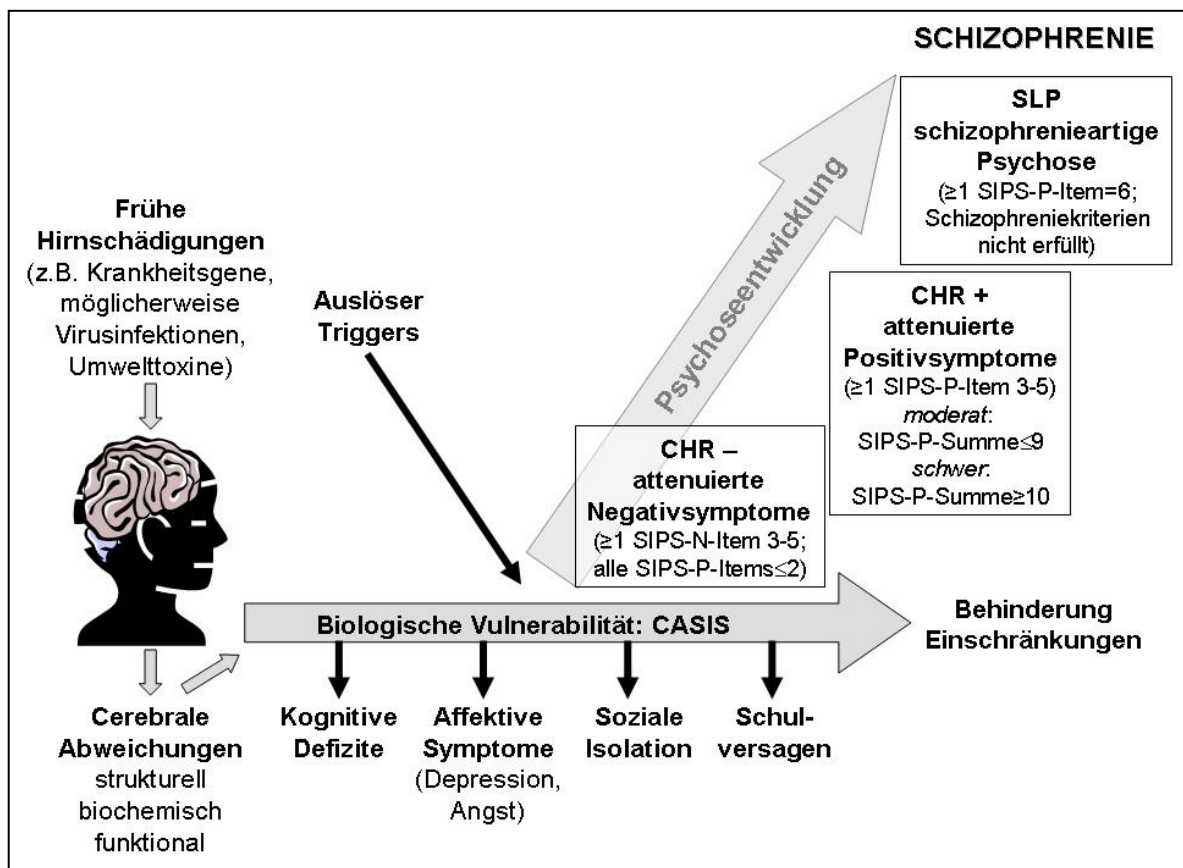 SCHIZOPHRENIE
SLP
schizophrenieartige
Psychose
(≥1 SIPS-P-Item=6;
Schizophreniekriterien
nicht erfüllt)
Psychoseentwicklung
Frühe
Hirnschädigungen
(z.B. Krankheitsgene,
möglicherweise
Virusinfektionen,
Umwelttoxine)
Auslöser
Triggers
CHR +
attenuierte
Positivsymptome
(≥1 SIPS-P-Item 3-5)
moderat:
SIPS-P-Summe≤9
schwer:
SIPS-P-Summe≥10
CHR –
attenuierte
Negativsymptome
(≥1 SIPS-N-Item 3-5;
alle SIPS-P-Items≤2)
Biologische Vulnerabilität: CASIS
Behinderung
Einschränkungen
Cerebrale
Abweichungen
strukturell
biochemisch
funktional
Kognitive
Defizite
Affektive
Symptome
(Depression,
Angst)
Soziale
Isolation
Schul-
versagen